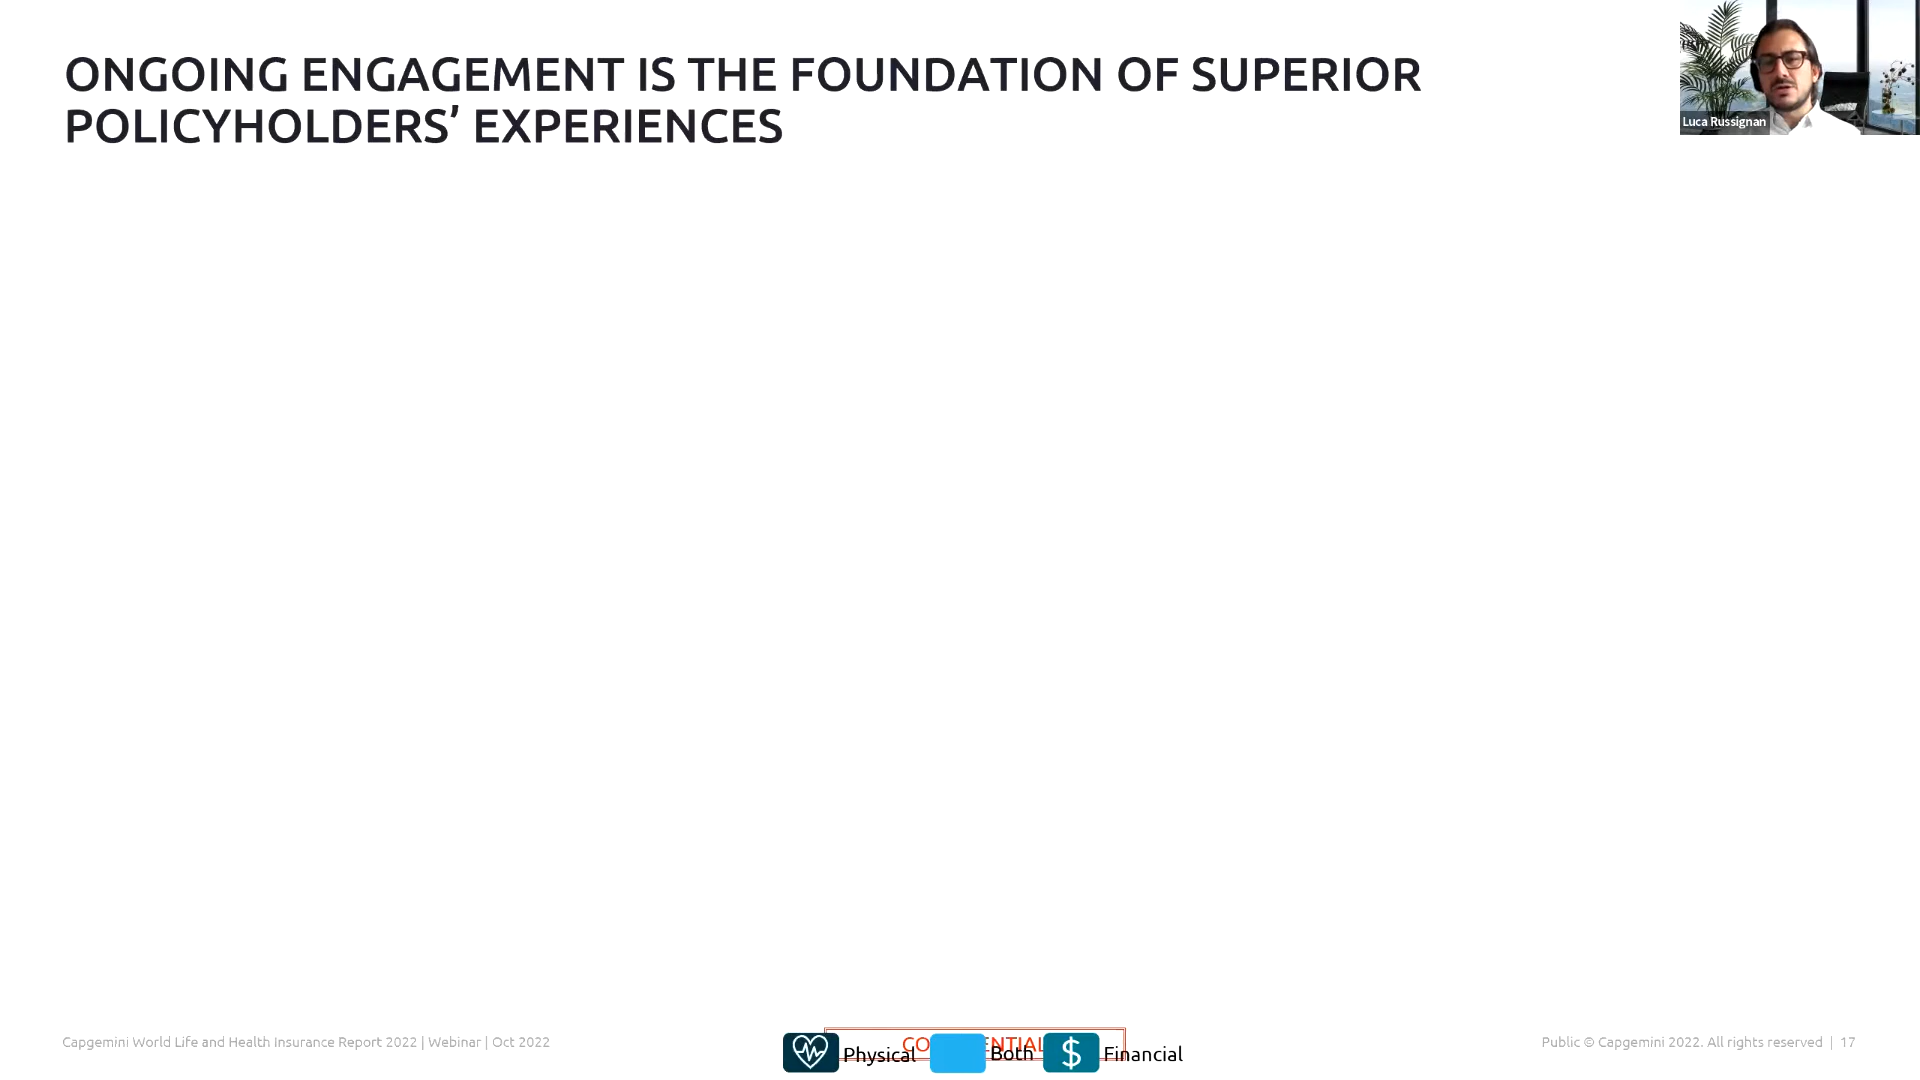 ONGOING ENGAGEMENT IS THE FOUNDATION OF SUPERIOR
POLICYHOLDERS’ EXPERIENCES
Luca Russignan
Capgemini World Life and Health Insurance Report 2022 | Webinar | Oct 2022
Physical Both $ Financial
Public © Capgemini 2022. All rights reserved | 17